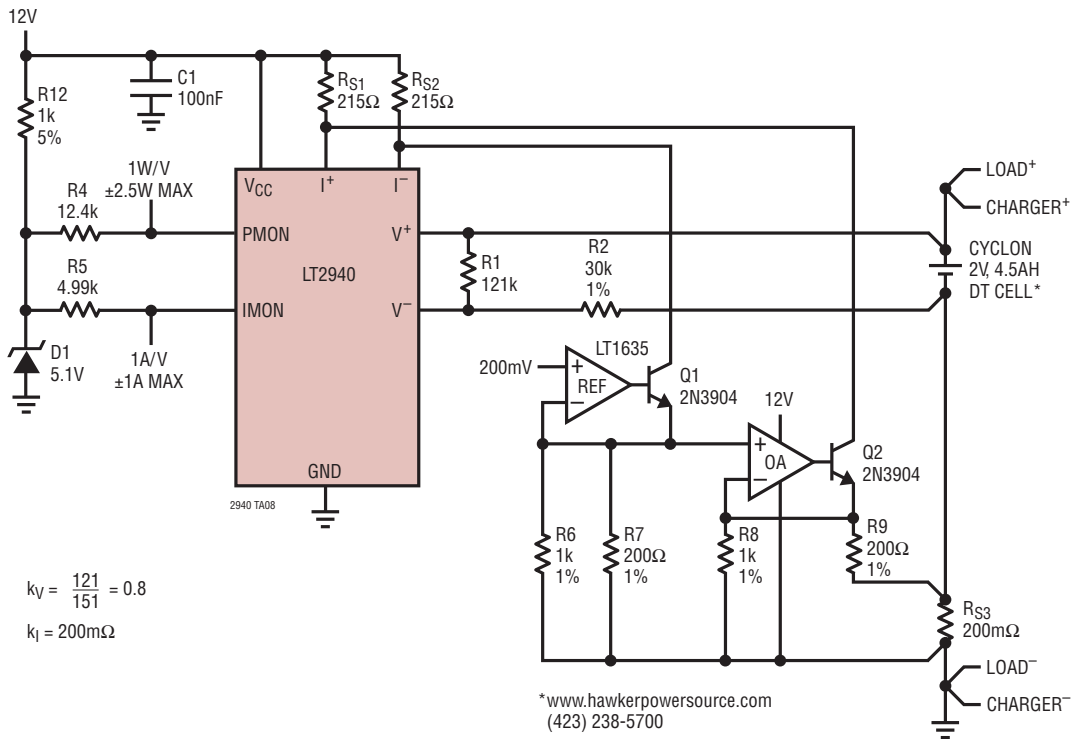 12V
R12
1k
5%
C1
100nF
RS1
215Ω
RS2
215Ω
1W/V
±2.5W MAX
R4
12.4k
R5
4.99k
1A/V
±1A MAX
D1
5.1V
VCC
I+
I−
PMON
V+
LT2940
IMON
V−
GND
2940 TA08
R1
121k
R2
30k
1%
LOAD+
CHARGER+
CYCLON
2V, 4.5AH
DT CELL*
LT1635
200mV
+
REF
−
Q1
2N3904
12V
+
OA
−
Q2
2N3904
R6
1k
1%
R7
200Ω
1%
R8
1k
1%
R9
200Ω
1%
RS3
200mΩ
LOAD−
CHARGER−
kV = 121/151 = 0.8
kI = 200mΩ
*www.hawkerpowersource.com
(423) 238-5700